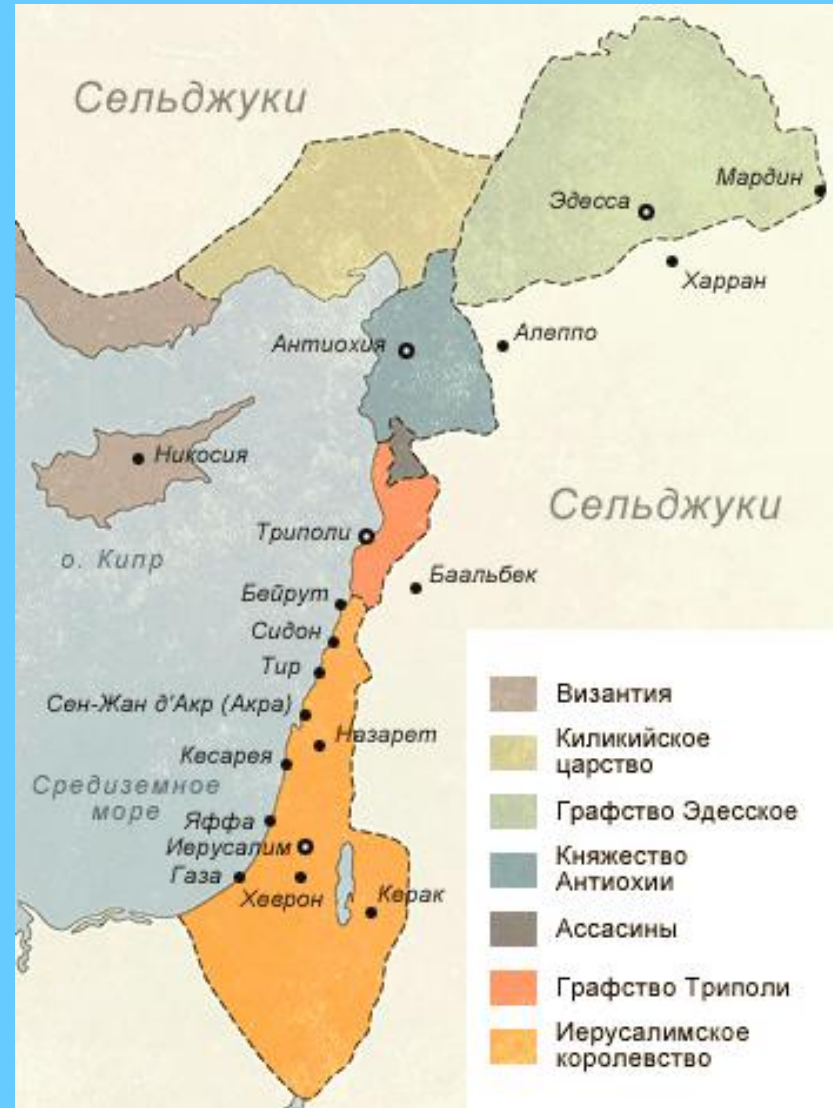 Сельджуки
Мардин
Эдесса
Харран
Антиохия
Алеппо
Никосия
Сельджуки
Триполи
о. Кипр
Баальбек
Бейрут
Сидон
Тир
Сен-Жан д'Акр (Акра)
Назарет
Кесарея
Средиземное
море
Яффа
Иерусалим
Газа
Хеврон
Керак
Византия
Киликийское
царство
Графство Эдесское
Княжество
Антиохии
Ассасины
Графство Триполи
Иерусалимское
королевство